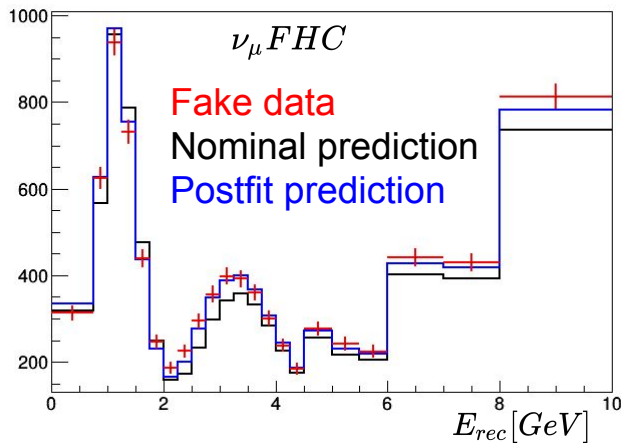 1000
ν_μ FHC
Fake data
800
Nominal prediction
Postfit prediction
600
400
200
0 2 4 6 8 10
E_rec[GeV]